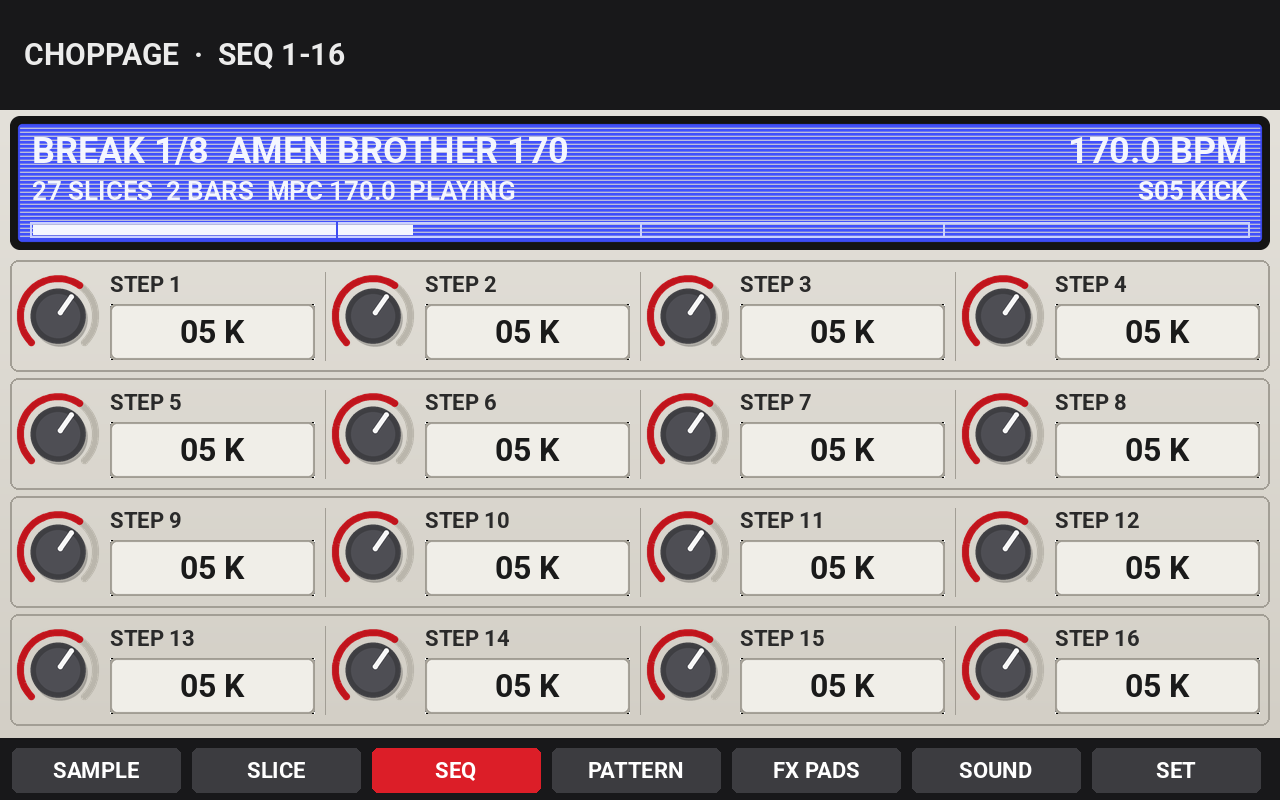 CHOPPAGE · SEQ 1-16
BREAK 1/8 AMEN BROTHER 170 170.0 BPM
27 SLICES 2 BARS MPC 170.0 PLAYING S05 KICK
STEP 1 STEP 2 STEP 3 STEP 4
05 K 05 K 05 K 05 K
STEP 5 STEP 6 STEP 7 STEP 8
05 K 05 K 05 K 05 K
STEP 9 STEP 10 STEP 11 STEP 12
05 K 05 K 05 K 05 K
STEP 13 STEP 14 STEP 15 STEP 16
05 K 05 K 05 K 05 K
SAMPLE SLICE SEQ PATTERN FX PADS SOUND SET